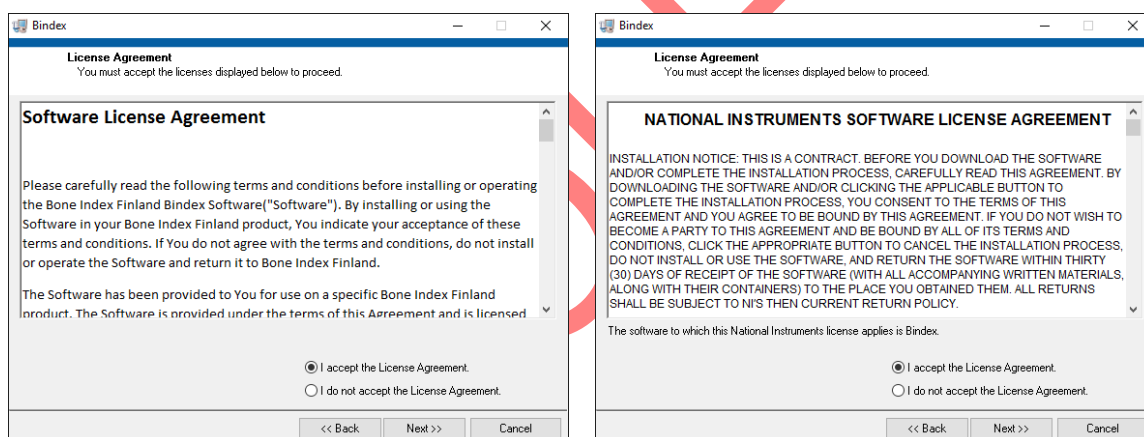 Bindex
License Agreement
You must accept the licenses displayed below to proceed.
Software License Agreement
Please carefully read the following terms and conditions before installing or operating
the Bone Index Finland Bindex Software("Software"). By installing or using the
Software in your Bone Index Finland product, You indicate your acceptance of these
terms and conditions. If You do not agree with the terms and conditions, do not install
or operate the Software and return it to Bone Index Finland.
The Software has been provided to You for use on a specific Bone Index Finland
product. The Software is provided under the terms of this Agreement and is licensed
I accept the License Agreement.
I do not accept the License Agreement.
<< Back
Next >>
Cancel
Bindex
License Agreement
You must accept the licenses displayed below to proceed.
NATIONAL INSTRUMENTS SOFTWARE LICENSE AGREEMENT
INSTALLATION NOTICE: THIS IS A CONTRACT. BEFORE YOU DOWNLOAD THE SOFTWARE
AND/OR COMPLETE THE INSTALLATION PROCESS, CAREFULLY READ THIS AGREEMENT. BY
DOWNLOADING THE SOFTWARE AND/OR CLICKING THE APPLICABLE BUTTON TO
COMPLETE THE INSTALLATION PROCESS, YOU CONSENT TO THE TERMS OF THIS
AGREEMENT AND YOU AGREE TO BE BOUND BY THIS AGREEMENT. IF YOU DO NOT WISH TO
BECOME A PARTY TO THIS AGREEMENT AND BE BOUND BY ALL OF ITS TERMS AND
CONDITIONS, CLICK THE APPROPRIATE BUTTON TO CANCEL THE INSTALLATION PROCESS,
DO NOT INSTALL OR USE THE SOFTWARE, AND RETURN THE SOFTWARE WITHIN THIRTY
(30) DAYS OF RECEIPT OF THE SOFTWARE (WITH ALL ACCOMPANYING WRITTEN MATERIALS,
ALONG WITH THEIR CONTAINERS) TO THE PLACE YOU OBTAINED THEM. ALL RETURNS
SHALL BE SUBJECT TO NI'S THEN CURRENT RETURN POLICY.
The software to which this National Instruments license applies is Bindex.
I accept the License Agreement.
I do not accept the License Agreement.
<< Back
Next >>
Cancel